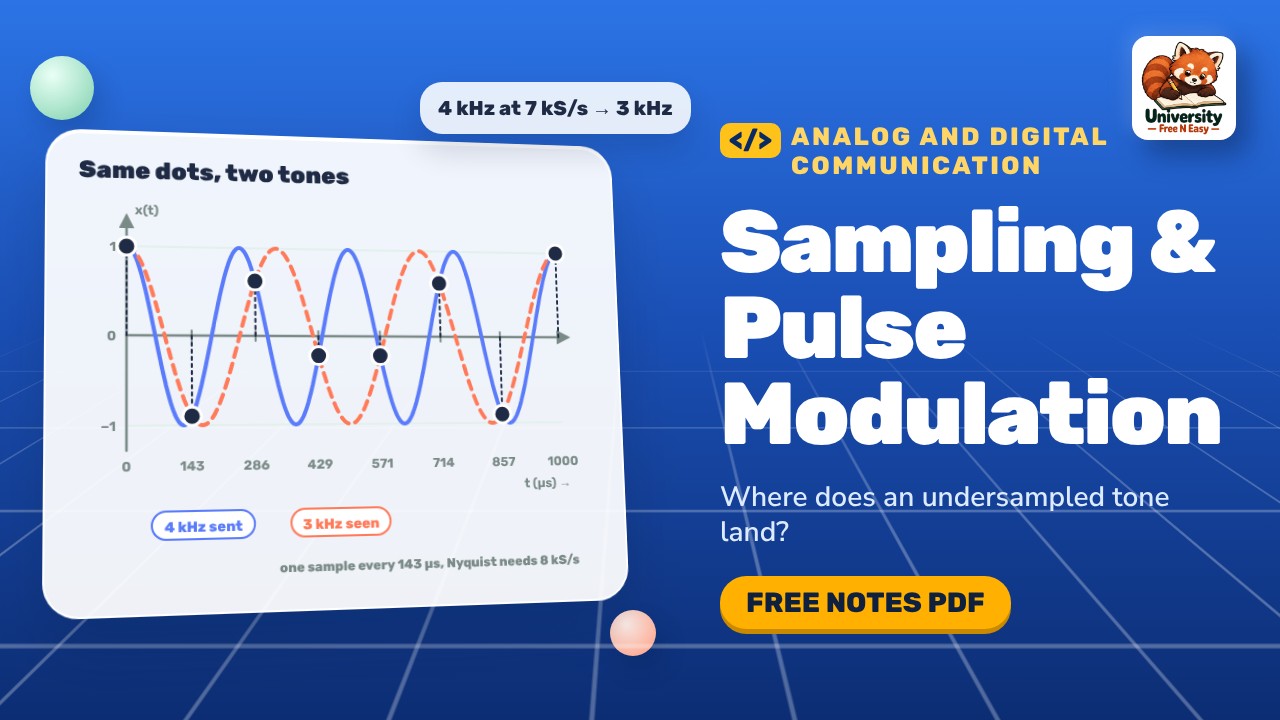 4 kHz at 7 kS/s → 3 kHz
Same dots, two tones
x(t)
1
0
−1
0 143 286 429 571 714 857 1000
t (µs) →
4 kHz sent
3 kHz seen
one sample every 143 µs, Nyquist needs 8 kS/s
</>
ANALOG AND DIGITAL
COMMUNICATION
Sampling &
Pulse
Modulation
Where does an undersampled tone
land?
FREE NOTES PDF
University
Free N Easy